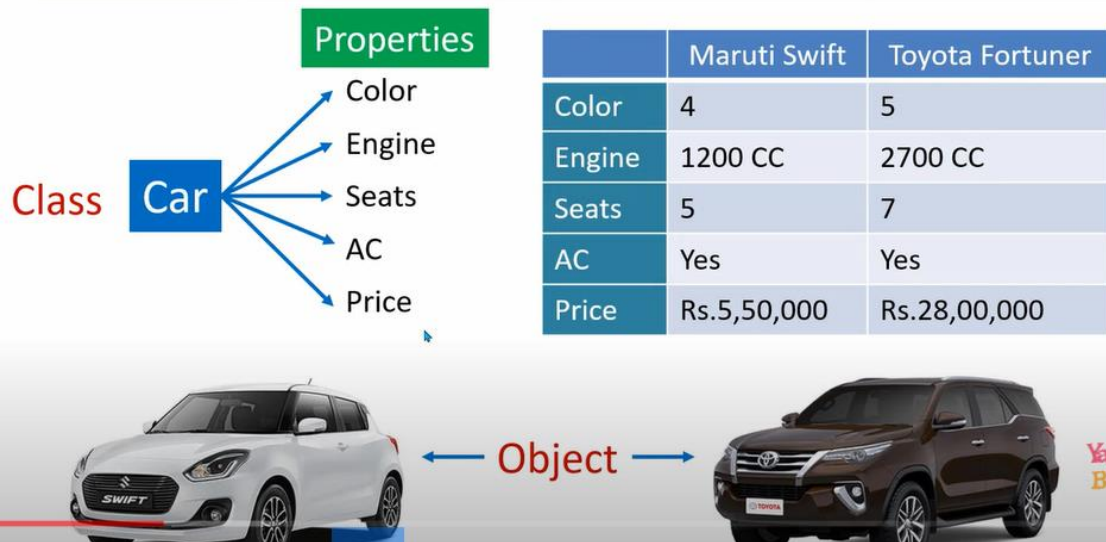 Properties
Class
Car
Color
Engine
Seats
AC
Price
Maruti Swift Toyota Fortuner
Color 4 5
Engine 1200 CC 2700 CC
Seats 5 7
AC Yes Yes
Price Rs.5,50,000 Rs.28,00,000
Object
SWIFT
TOYOTA